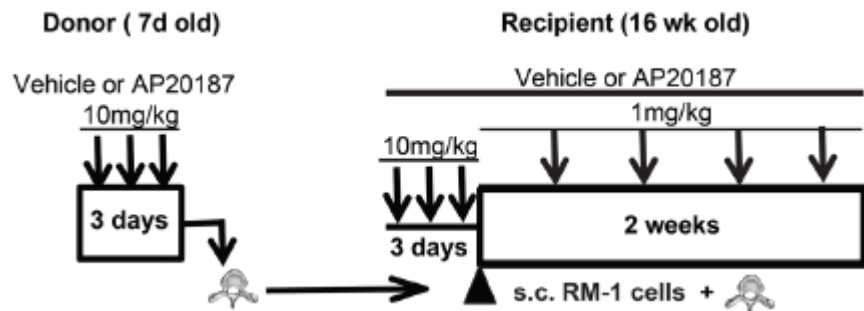 Donor ( 7d old)
Vehicle or AP20187
10mg/kg
3 days
Recipient (16 wk old)
Vehicle or AP20187
1mg/kg
10mg/kg
3 days
2 weeks
s.c. RM-1 cells +